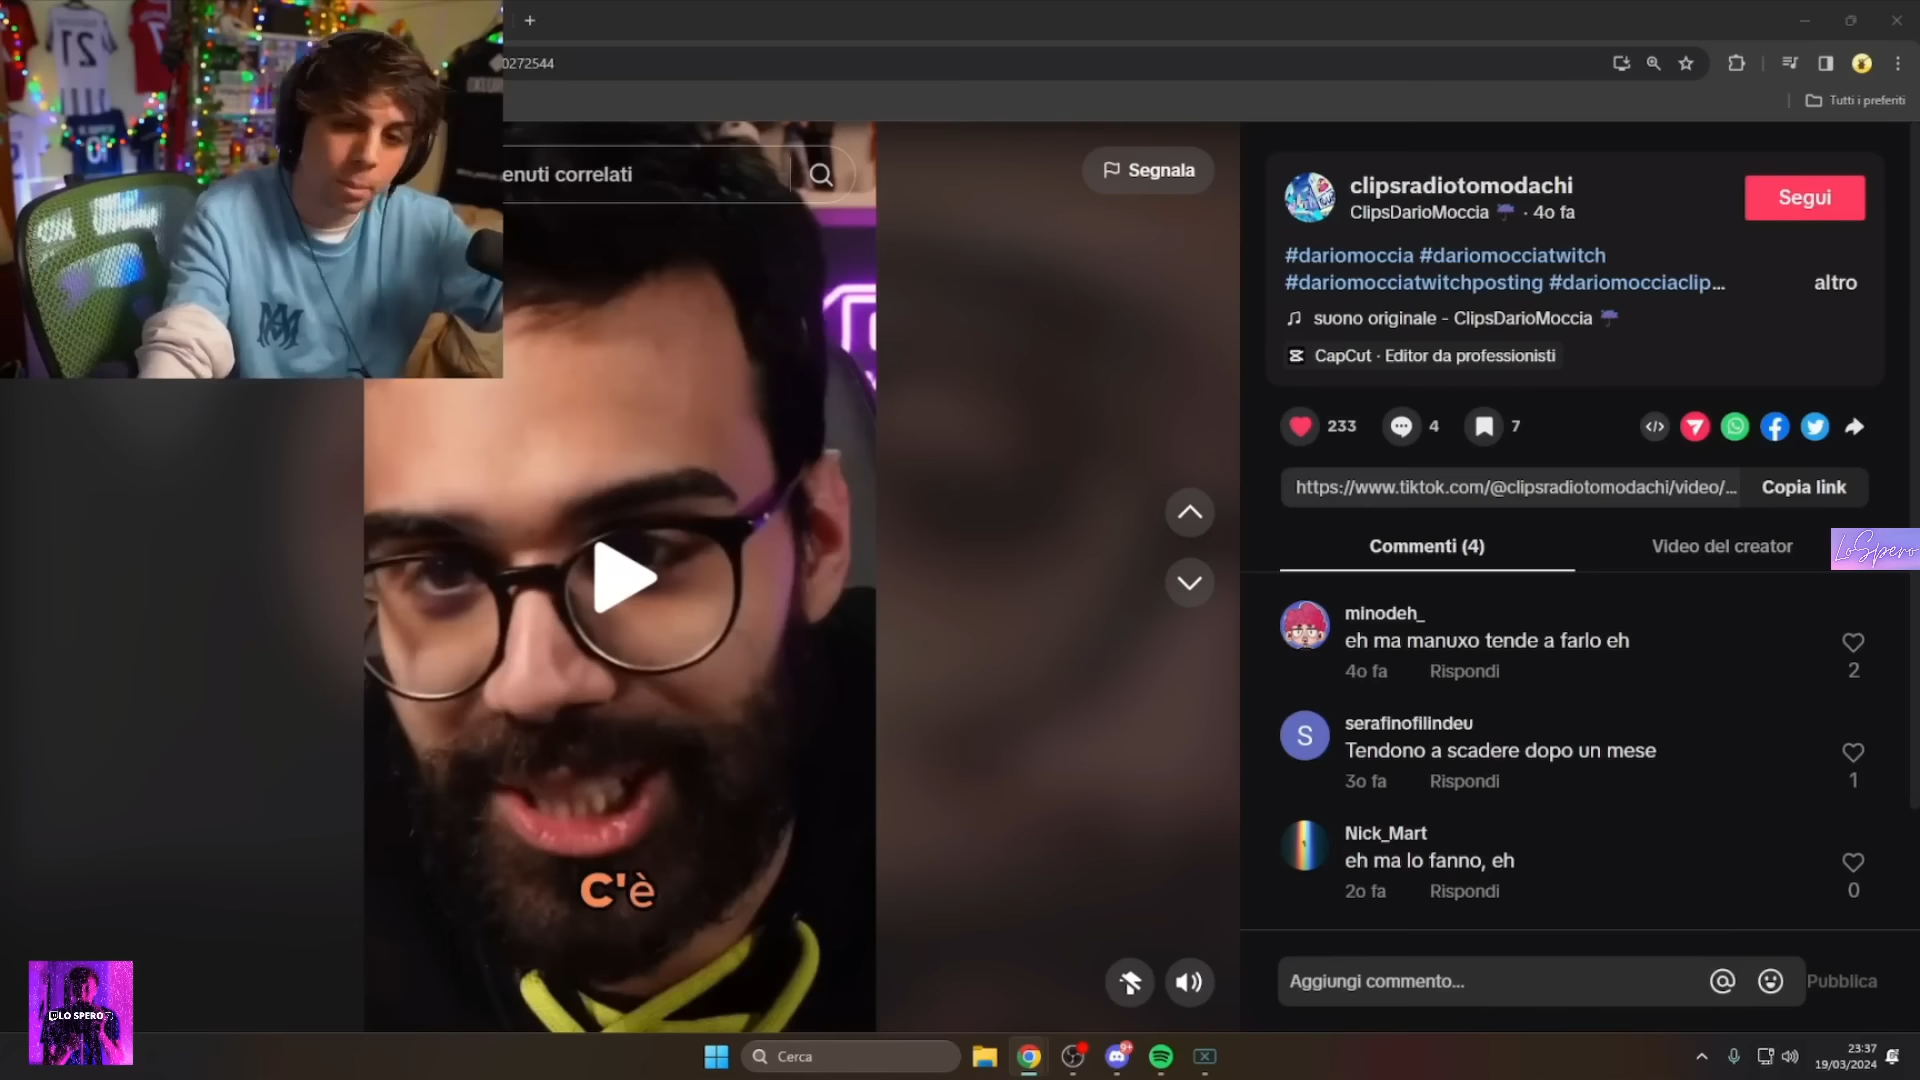 0272544
Tutti i preferiti
enuti correlati
Segnala
clipsradiotomodachi
ClipsDarioMoccia · 4o fa
Segui
#dariomoccia #dariomocciatwitch
#dariomocciatwitchposting #dariomocciaclip...
altro
suono originale - ClipsDarioMoccia
CapCut · Editor da professionisti
233
4
7
https://www.tiktok.com/@clipsradiotomodachi/video/...
Copia link
Commenti (4)
Video del creator
LoSpero
minodeh_
eh ma manuxo tende a farlo eh
4o fa
Rispondi
2
S
serafinofilindeu
Tendono a scadere dopo un mese
3o fa
Rispondi
1
Nick_Mart
eh ma lo fanno, eh
2o fa
Rispondi
0
C'è
Aggiungi commento...
Pubblica
LO SPERO
Cerca
9+
23:37
19/03/2024
21
10